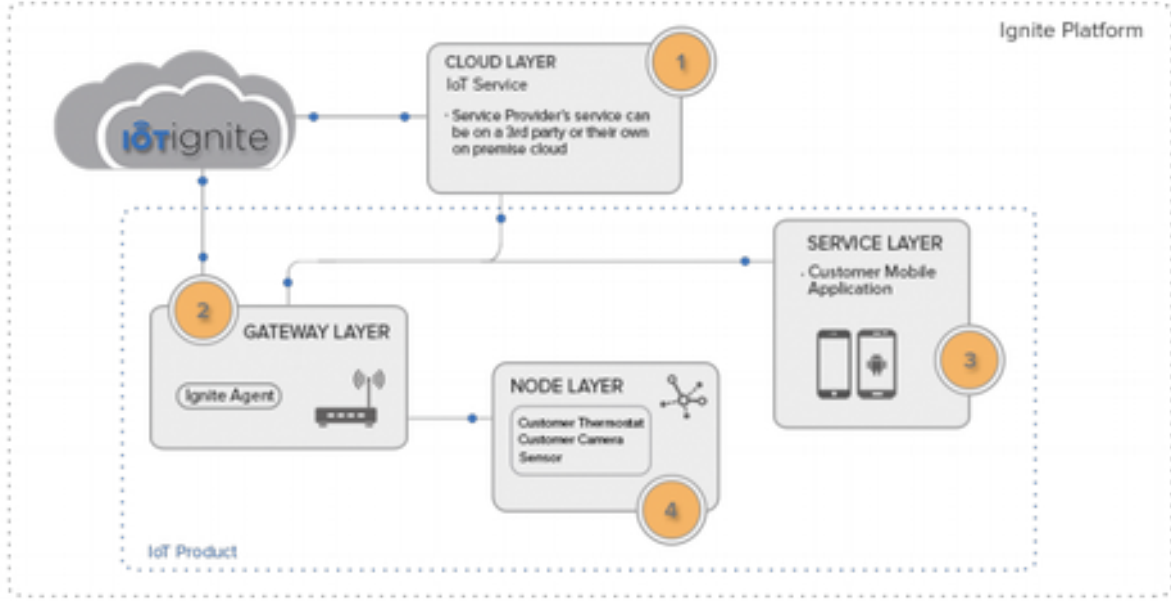 Ignite Platform
CLOUD LAYER
1
IoT Service
· Service Provider's service can
be on a 3rd party or their own
on premise cloud
IOTignite
SERVICE LAYER
· Customer Mobile
Application
3
2
GATEWAY LAYER
Ignite Agent
NODE LAYER
Customer Thermostat
Customer Camera
Sensor
4
IoT Product